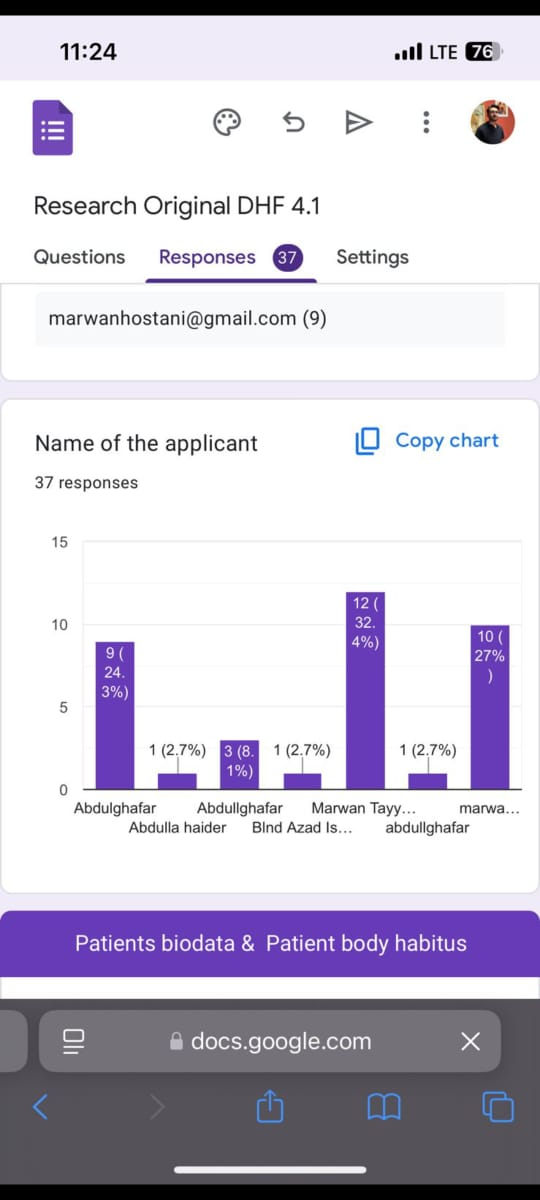 11:24
LTE 76
Research Original DHF 4.1
Questions Responses 37 Settings
marwanhostani@gmail.com (9)
Name of the applicant
Copy chart
37 responses
15
10
5
0
9 (
24.
3%)
1 (2.7%)
3 (8.
1%)
1 (2.7%)
12 (
32.
4%)
1 (2.7%)
10 (
27%
)
Abdulghafar Abdullghafar Marwan Tayy... marwa...
Abdulla haider Blnd Azad Is... abdullghafar
Patients biodata & Patient body habitus
docs.google.com